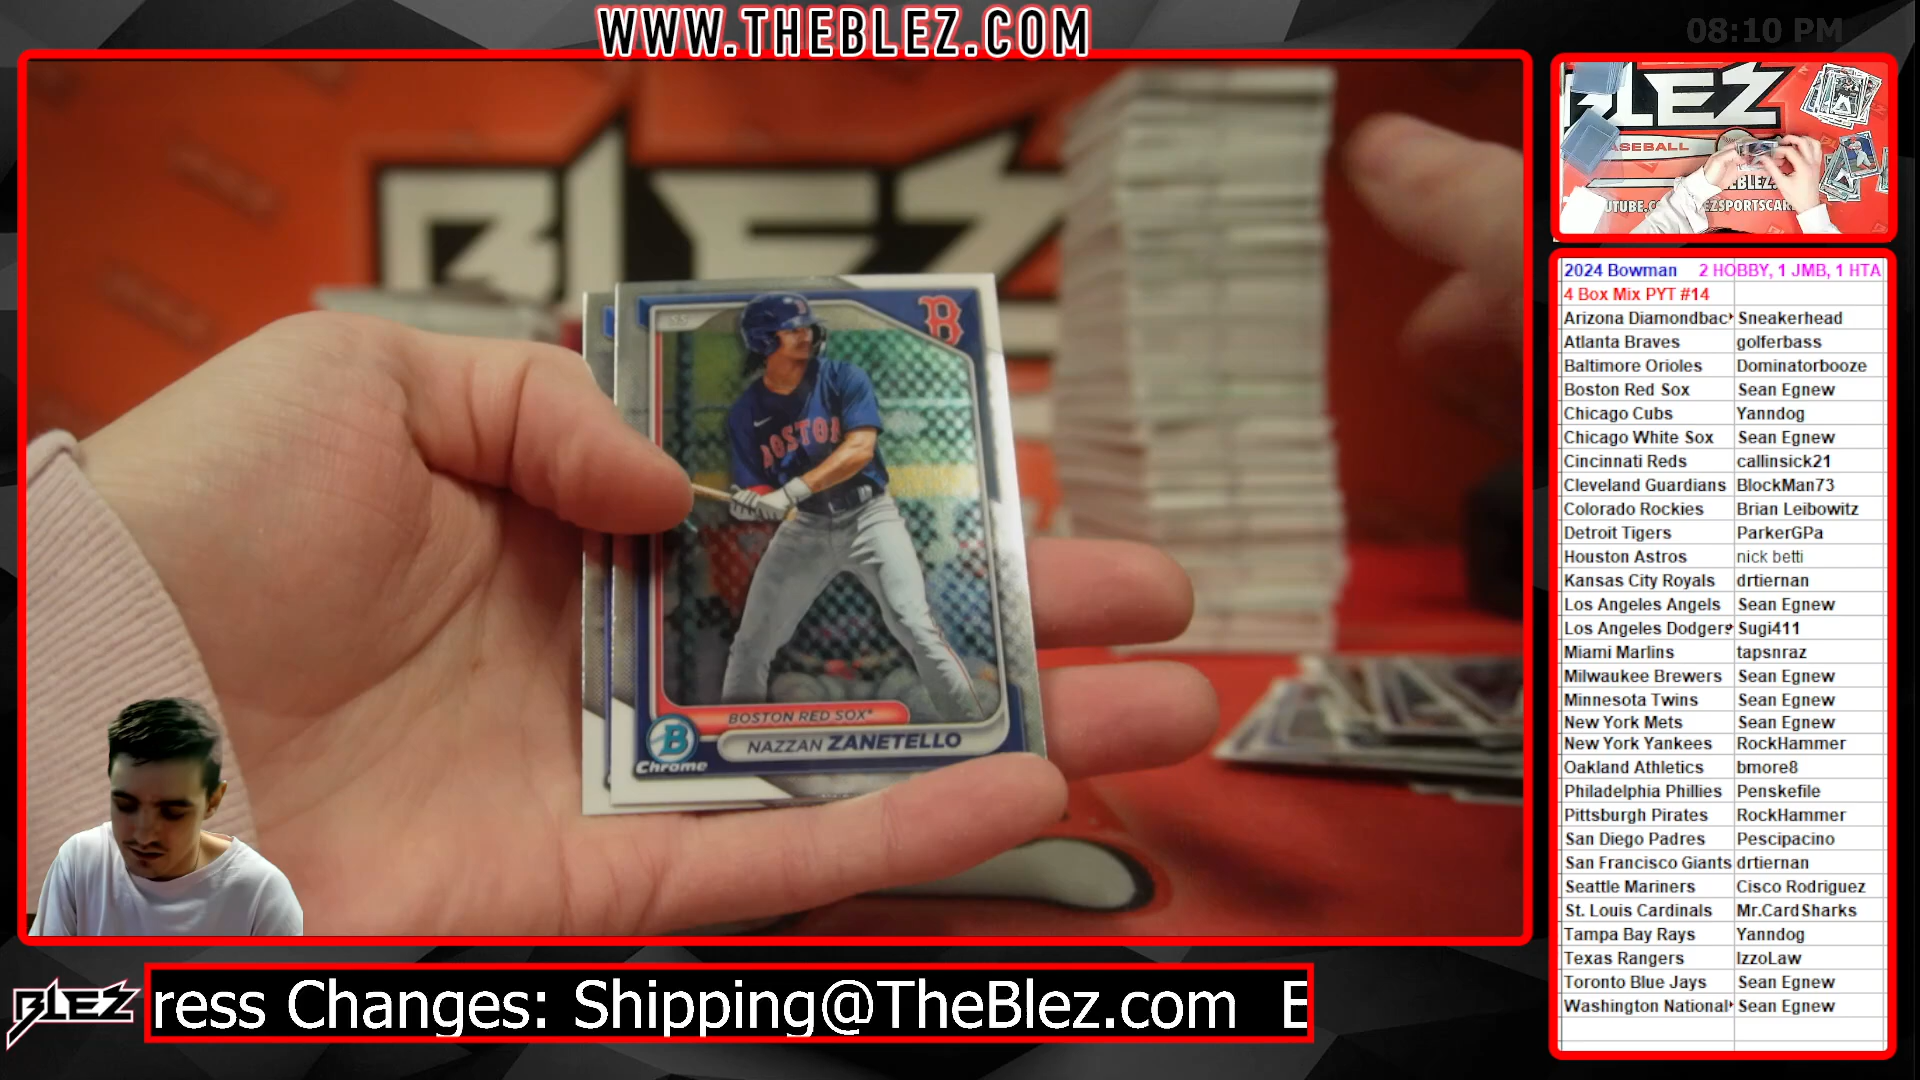 WWW.THEBLEZ.COM
08:10 PM
BLEZ
BOSTON
B
BOSTON RED SOX
NAZZAN ZANETELLO
B
Chrome
BLEZ
ASEBALL
2024 Bowman 2 HOBBY, 1 JMB, 1 HTA
4 Box Mix PYT #14
Arizona Diamondbac Sneakerhead
Atlanta Braves golferbass
Baltimore Orioles Dominatorbooze
Boston Red Sox Sean Egnew
Chicago Cubs Yanndog
Chicago White Sox Sean Egnew
Cincinnati Reds callinsick21
Cleveland Guardians BlockMan73
Colorado Rockies Brian Leibowitz
Detroit Tigers ParkerGPa
Houston Astros nick betti
Kansas City Royals drtiernan
Los Angeles Angels Sean Egnew
Los Angeles Dodgers Sugi411
Miami Marlins tapsnraz
Milwaukee Brewers Sean Egnew
Minnesota Twins Sean Egnew
New York Mets Sean Egnew
New York Yankees RockHammer
Oakland Athletics bmore8
Philadelphia Phillies Penskefile
Pittsburgh Pirates RockHammer
San Diego Padres Pescipacino
San Francisco Giants drtiernan
Seattle Mariners Cisco Rodriguez
St. Louis Cardinals Mr.CardSharks
Tampa Bay Rays Yanndog
Texas Rangers IzzoLaw
Toronto Blue Jays Sean Egnew
Washington National Sean Egnew
BLEZ
ress Changes: Shipping@TheBlez.com E